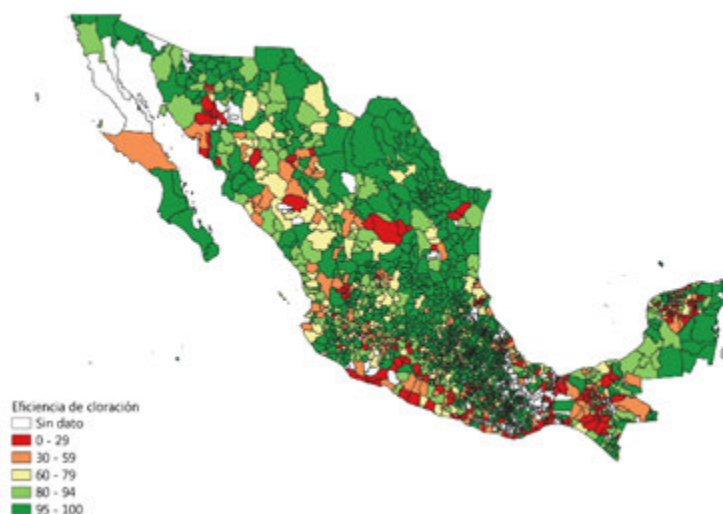 Eficiencia de cloración
Sin dato
0 - 29
30 - 59
60 - 79
80 - 94
95 - 100